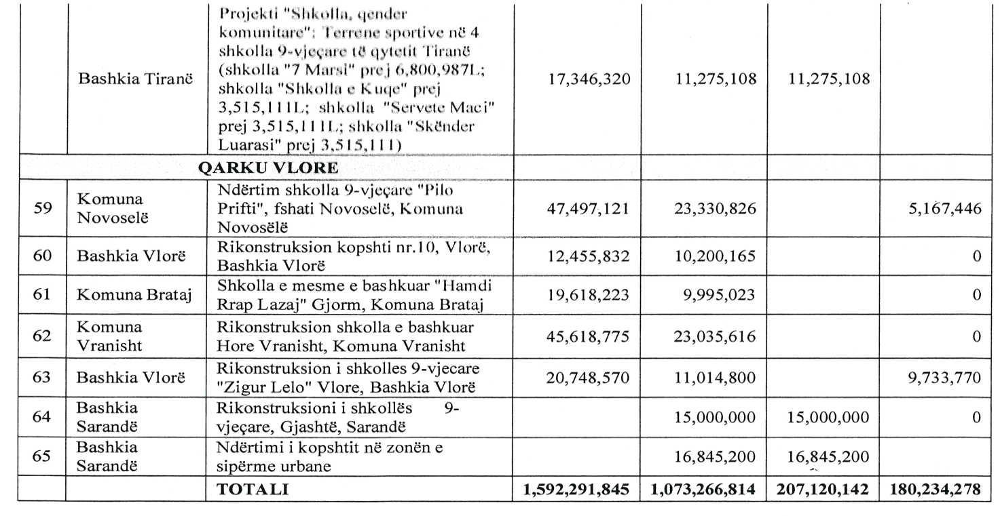 Projekti "Shkolla, qender
komunitare": Terrene sportive në 4
shkolla 9-vjeçare të qytetit Tiranë
(shkolla "7 Marsi" prej 6,800,987L;
shkolla "Shkolla e Kuqe" prej
3,515,111L; shkolla "Servete Maci"
prej 3,515,111L; shkolla "Skënder
Luarasi" prej 3,515,111)
Bashkia Tiranë
17,346,320 11,275,108 11,275,108
QARKU VLORE
59
Komuna
Novoselë
Ndërtim shkolla 9-vjeçare "Pilo
Prifti", fshati Novoselë, Komuna
Novosëlë
47,497,121 23,330,826 5,167,446
60
Bashkia Vlorë
Rikonstruksion kopshti nr.10, Vlorë,
Bashkia Vlorë
12,455,832 10,200,165 0
61
Komuna Brataj
Shkolla e mesme e bashkuar "Hamdi
Rrap Lazaj" Gjorm, Komuna Brataj
19,618,223 9,995,023 0
62
Komuna
Vranisht
Rikonstruksion shkolla e bashkuar
Hore Vranisht, Komuna Vranisht
45,618,775 23,035,616 0
63
Bashkia Vlorë
Rikonstruksion i shkolles 9-vjecare
"Zigur Lelo" Vlore, Bashkia Vlorë
20,748,570 11,014,800 9,733,770
64
Bashkia
Sarandë
Rikonstruksioni i shkollës 9-
vjeçare, Gjashtë, Sarandë
15,000,000 15,000,000 0
65
Bashkia
Sarandë
Ndërtimi i kopshtit në zonën e
sipërme urbane
16,845,200 16,845,200
TOTALI 1,592,291,845 1,073,266,814 207,120,142 180,234,278